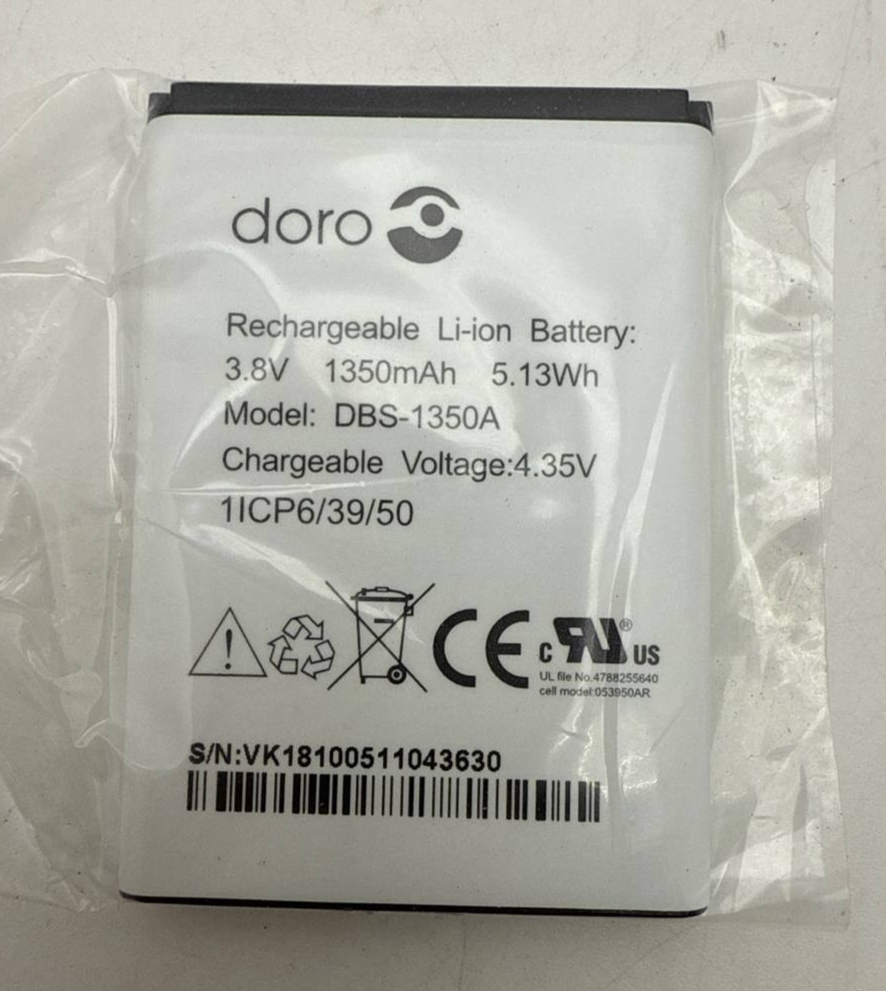 doro
Rechargeable Li-ion Battery:
3.8V 1350mAh 5.13Wh
Model: DBS-1350A
Chargeable Voltage:4.35V
1ICP6/39/50
CE c RU® US
UL file No.4788255640
cell model:053950AR
S/N:VK18100511043630